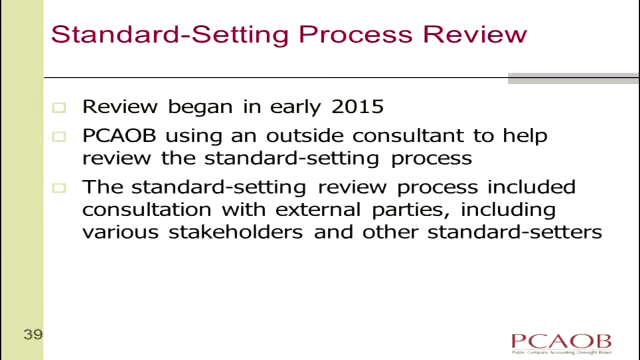 Standard-Setting Process Review
Review began in early 2015
PCAOB using an outside consultant to help
review the standard-setting process
The standard-setting review process included
consultation with external parties, including
various stakeholders and other standard-setters
39
PCAOB
Public Company Accounting Oversight Board